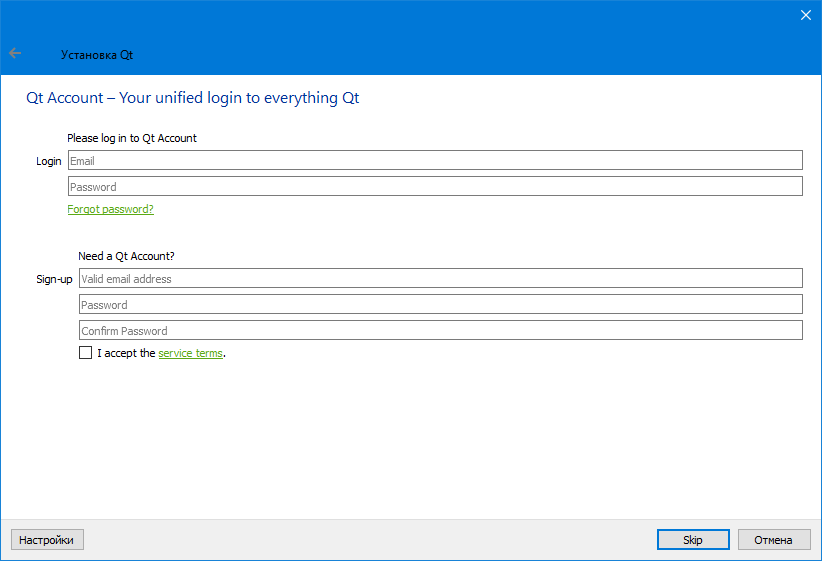 Установка Qt
Qt Account – Your unified login to everything Qt
Please log in to Qt Account
Login
Email
Password
Forgot password?
Need a Qt Account?
Sign-up
Valid email address
Password
Confirm Password
I accept the service terms.
Настройки
Skip
Отмена